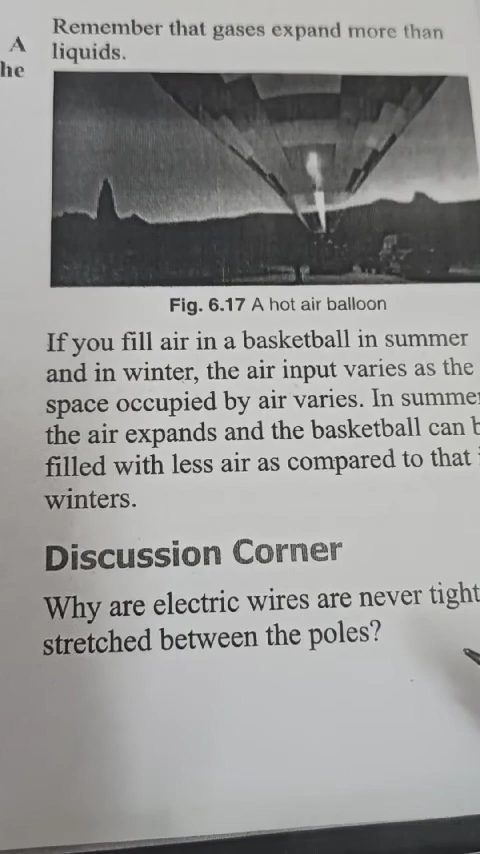 Remember that gases expand more than
A
liquids.
he
Fig. 6.17 A hot air balloon
If you fill air in a basketball in summer
and in winter, the air input varies as the
space occupied by air varies. In summer
the air expands and the basketball can
filled with less air as compared to that
winters.
Discussion Corner
Why are electric wires are never tight
stretched between the poles?